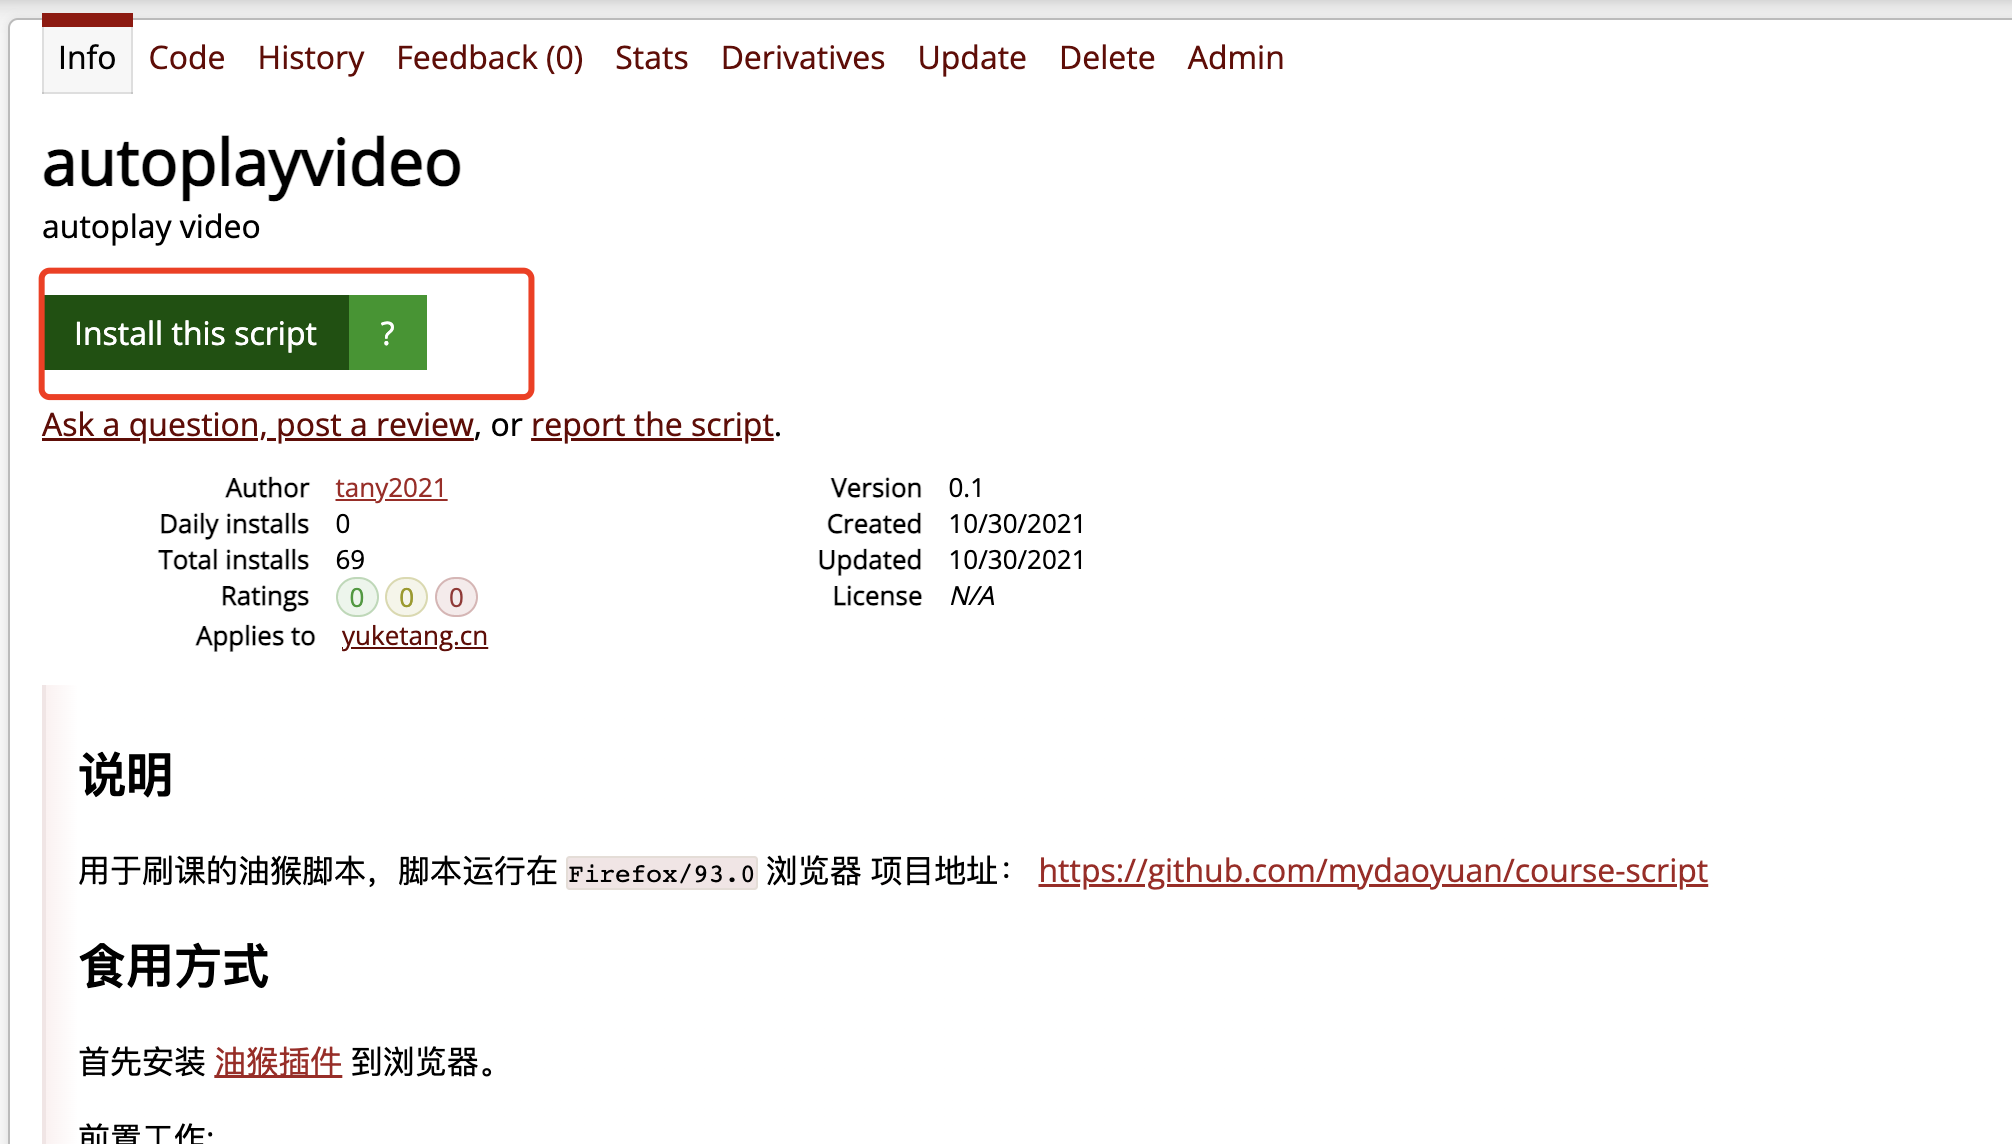 Info Code History Feedback (0) Stats Derivatives Update Delete Admin
autoplayvideo
autoplay video
Install this script ?
Ask a question, post a review, or report the script.
Author tany2021 Version 0.1
Daily installs 0 Created 10/30/2021
Total installs 69 Updated 10/30/2021
Ratings 0 0 0 License N/A
Applies to yuketang.cn
说明
用于刷课的油猴脚本，脚本运行在 Firefox/93.0 浏览器 项目地址： https://github.com/mydaoyuan/course-script
食用方式
首先安装 油猴插件 到浏览器。
前置工作: